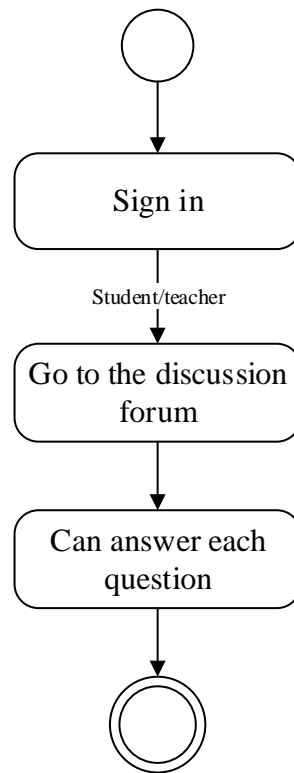 Sign in
Student/teacher
Go to the discussion
forum
Can answer each
question